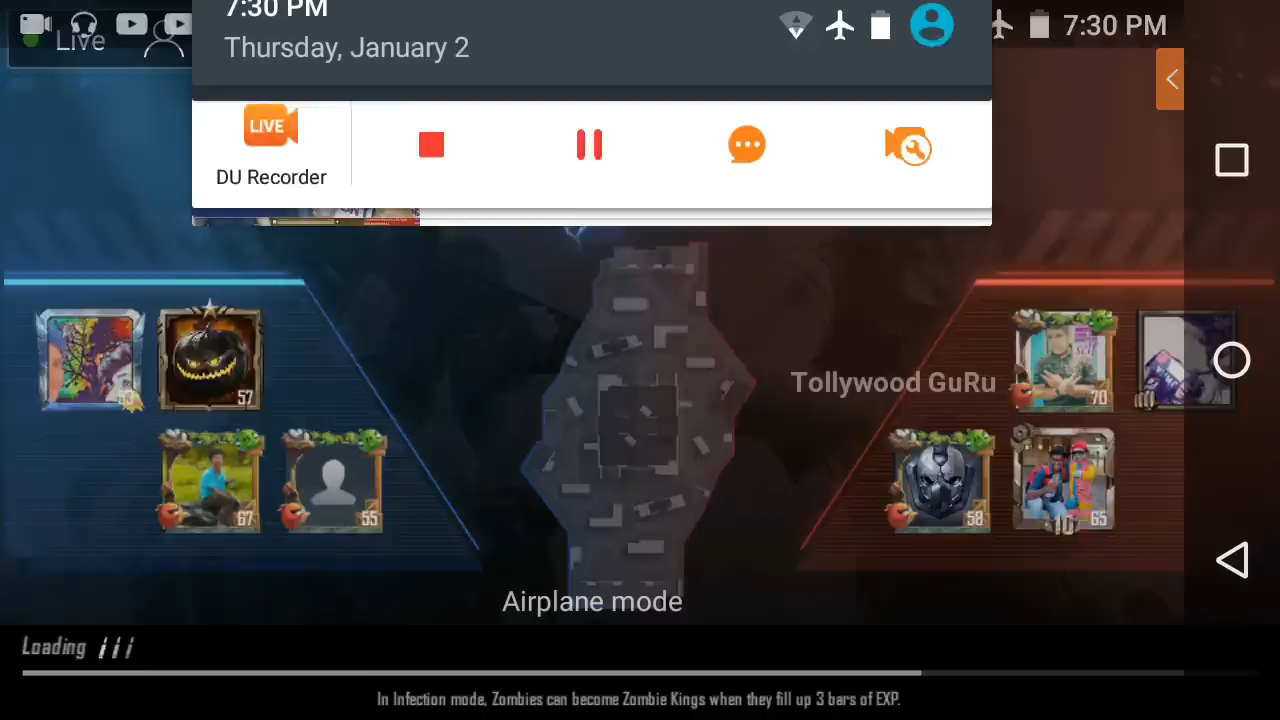 Live
7:30 PM
Thursday, January 2
7:30 PM
LIVE
DU Recorder
57
70
Tollywood GuRu
67
55
58
65
Airplane mode
Loading
In Infection mode, Zombies can become Zombie Kings when they fill up 3 bars of EXP.